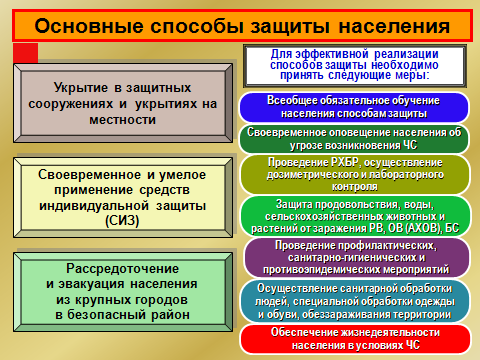 Основные способы защиты населения
Укрытие в защитных
сооружениях и укрытиях на
местности
Своевременное и умелое
применение средств
индивидуальной защиты
(СИЗ)
Рассредоточение
и эвакуация населения
из крупных городов
в безопасный район
Для эффективной реализации
способов защиты необходимо
принять следующие меры:
Всеобщее обязательное обучение
населения способам защиты
Своевременное оповещение населения об
угрозе возникновения ЧС
Проведение РХБР, осуществление
дозиметрического и лабораторного
контроля
Защита продовольствия, воды,
сельскохозяйственных животных и
растений от заражения РВ, ОВ (АХОВ), БС
Проведение профилактических,
санитарно-гигиенических и
противоэпидемических мероприятий
Осуществление санитарной обработки
людей, специальной обработки одежды
и обуви, обеззараживания территории
Обеспечение жизнедеятельности
населения в условиях ЧС